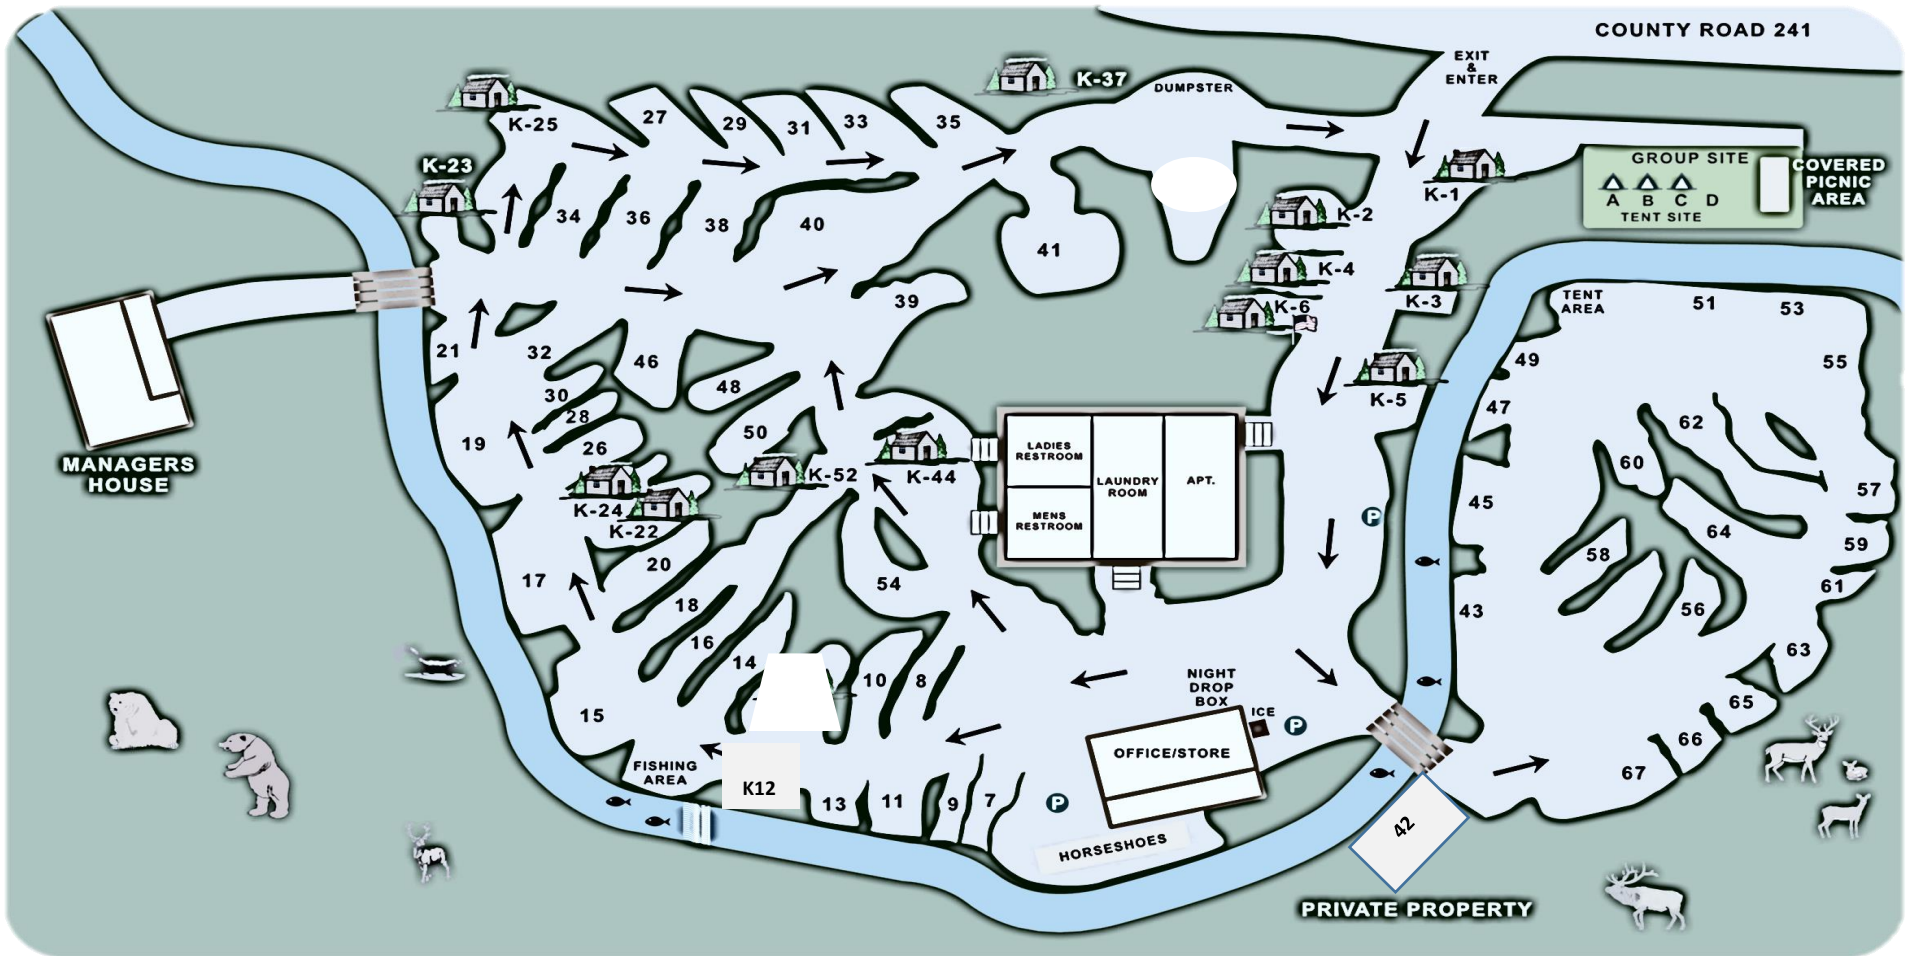 COUNTY ROAD 241
EXIT
&
ENTER
K-37
DUMPSTER
K-25
27
29
31
33
35
K-23
K-1
GROUP SITE
A B C D
TENT SITE
COVERED
PICNIC
AREA
34
36
38
40
41
K-2
K-4
K-3
K-6
39
TENT
AREA
51
53
21
32
46
48
49
55
K-5
30
28
26
19
50
47
62
MANAGERS
HOUSE
K-24
K-22
K-52
K-44
LADIES
RESTROOM
MENS
RESTROOM
LAUNDRY
ROOM
APT.
P
60
57
45
64
59
17
20
54
58
61
18
43
56
16
14
63
15
10
8
NIGHT
DROP
BOX
ICE
P
65
66
67
FISHING
AREA
K12
13
11
9
7
P
OFFICE/STORE
HORSESHOES
42
PRIVATE PROPERTY